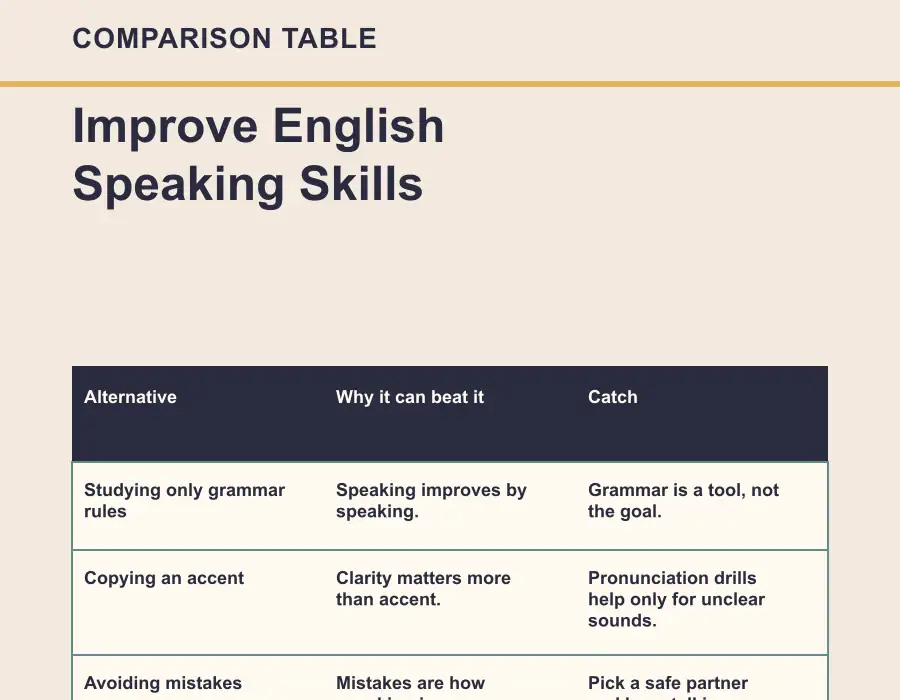 COMPARISON TABLE
Improve English
Speaking Skills
Alternative
Why it can beat it
Catch
Studying only grammar
rules
Speaking improves by
speaking.
Grammar is a tool, not
the goal.
Copying an accent
Clarity matters more
than accent.
Pronunciation drills
help only for unclear
sounds.
Avoiding mistakes
Mistakes are how
Pick a safe partner